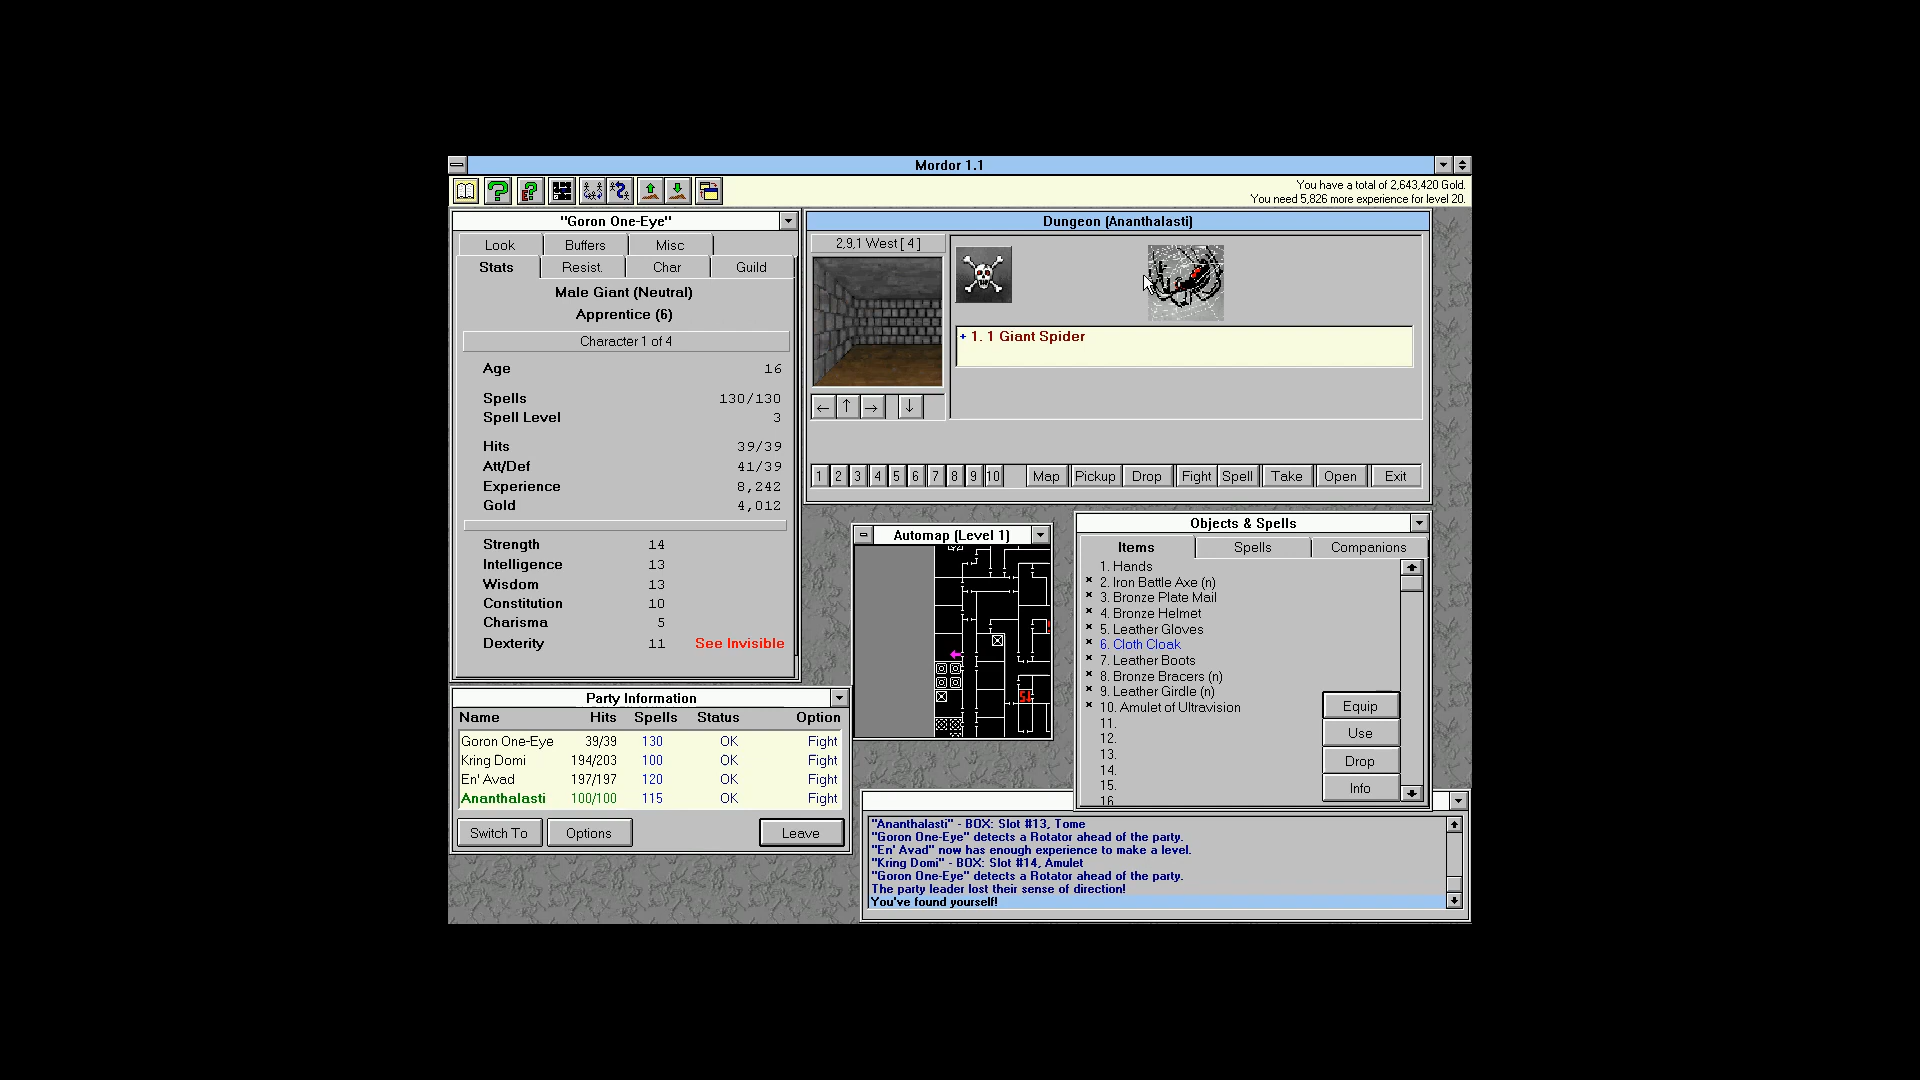 Mordor 1.1
You have a total of 2,643,420 Gold.
You need 5,826 more experience for level 20.
"Goron One-Eye"
Look Buffers Misc
Stats Resist. Char Guild
Male Giant (Neutral)
Apprentice (6)
Character 1 of 4
Age 16
Spells 130/130
Spell Level 3
Hits 39/39
Att/Def 41/39
Experience 8,242
Gold 4,012
Strength 14
Intelligence 13
Wisdom 13
Constitution 10
Charisma 5
Dexterity 11 See Invisible
Dungeon (Ananthalasti)
2,9,1 West [ 4 ]
+ 1. 1 Giant Spider
1 2 3 4 5 6 7 8 9 10 Map Pickup Drop Fight Spell Take Open Exit
Automap (Level 1)
Objects & Spells
Items Spells Companions
1. Hands
× 2. Iron Battle Axe (n)
× 3. Bronze Plate Mail
× 4. Bronze Helmet
× 5. Leather Gloves
× 6. Cloth Cloak
× 7. Leather Boots
× 8. Bronze Bracers (n)
× 9. Leather Girdle (n)
× 10. Amulet of Ultravision
11.
12.
13.
14.
15.
16
Equip
Use
Drop
Info
Party Information
Name Hits Spells Status Option
Goron One-Eye 39/39 130 OK Fight
Kring Domi 194/203 100 OK Fight
En' Avad 197/197 120 OK Fight
Ananthalasti 100/100 115 OK Fight
Switch To Options Leave
"Ananthalasti" - BOX: Slot #13, Tome
"Goron One-Eye" detects a Rotator ahead of the party.
"En' Avad" now has enough experience to make a level.
"Kring Domi" - BOX: Slot #14, Amulet
"Goron One-Eye" detects a Rotator ahead of the party.
The party leader lost their sense of direction!
You've found yourself!